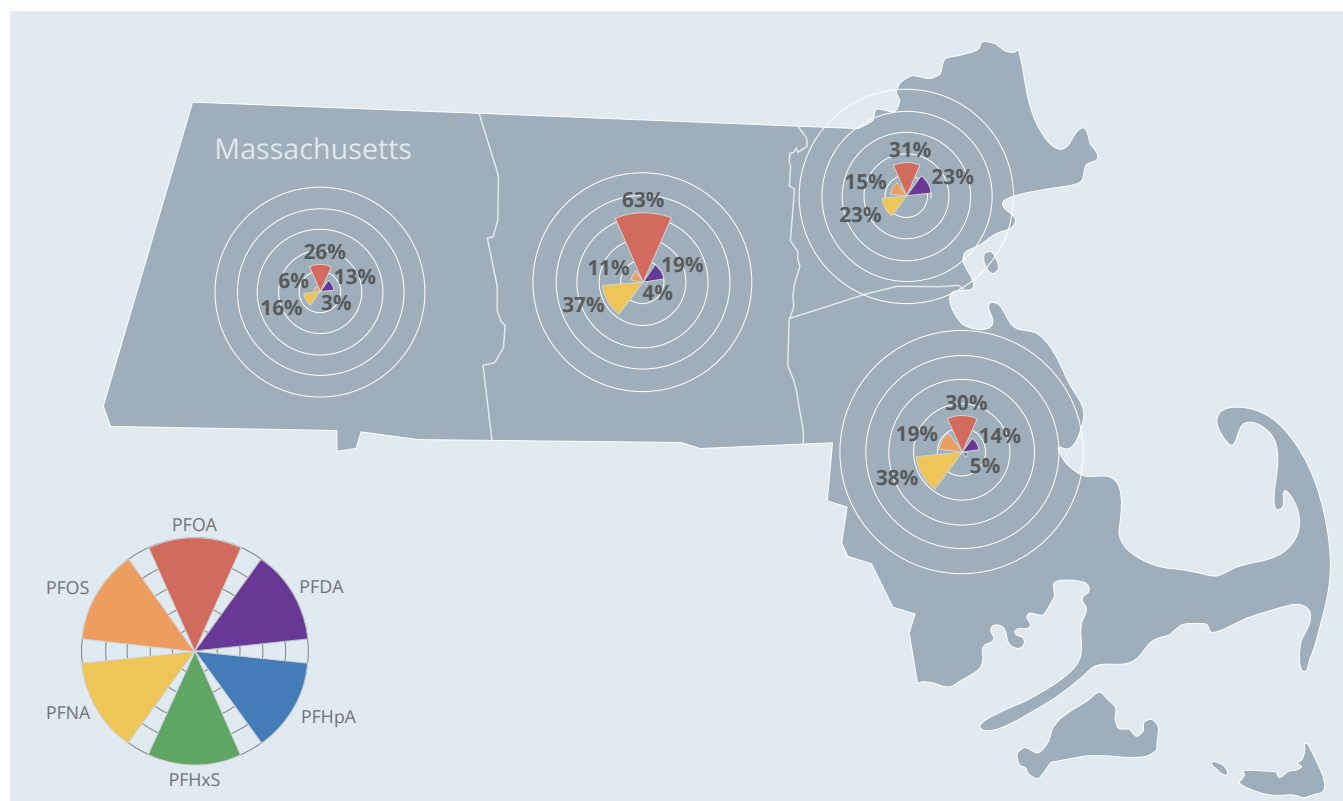 Massachusetts
26%
6%
13%
16%
3%
63%
11%
19%
37%
4%
31%
15%
23%
23%
30%
19%
14%
38%
5%
PFOA
PFOS
PFDA
PFNA
PFHpA
PFHxS